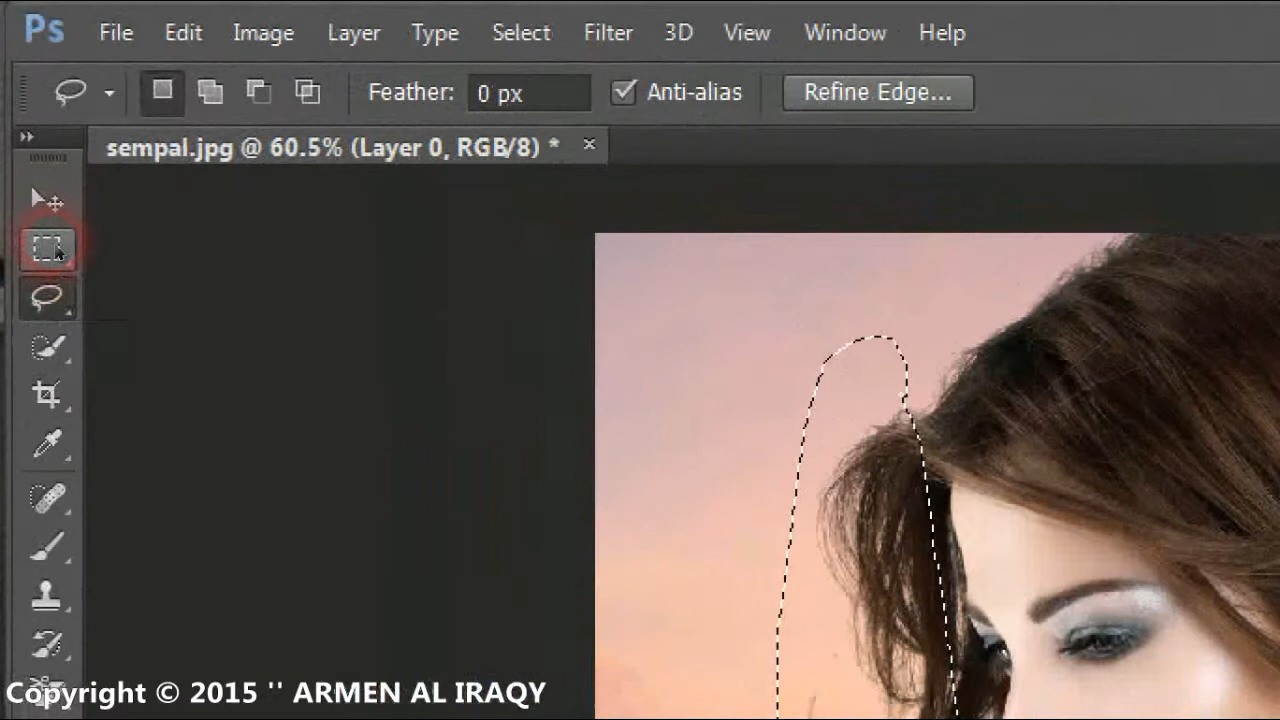 Ps File Edit Image Layer Type Select Filter 3D View Window Help
Feather: 0 px Anti-alias Refine Edge...
sempal.jpg @ 60.5% (Layer 0, RGB/8) * ×
Copyright © 2015 '' ARMEN AL IRAQY